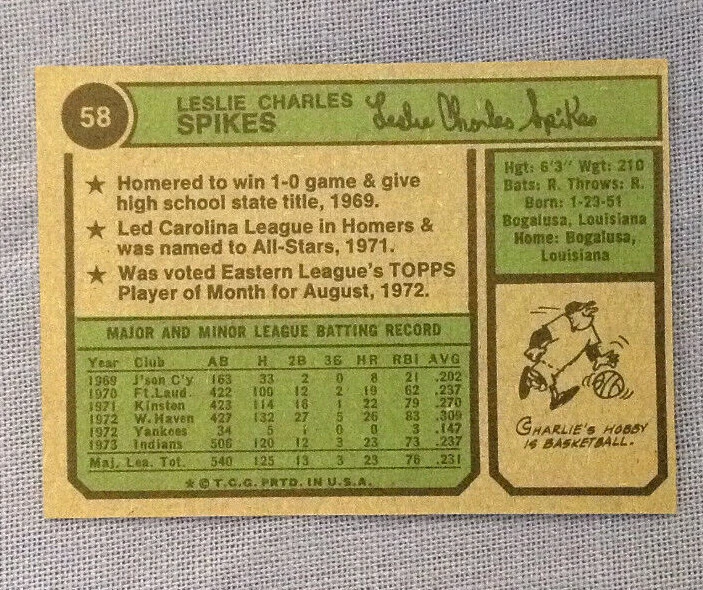 58
LESLIE CHARLES
SPIKES
Leslie Charles Spikes
★ Homered to win 1-0 game & give
high school state title, 1969.
★ Led Carolina League in Homers &
was named to All-Stars, 1971.
★ Was voted Eastern League's TOPPS
Player of Month for August, 1972.
MAJOR AND MINOR LEAGUE BATTING RECORD
Year Club AB H 2B 3B HR RBI AVG
1969 J'son C'y 163 33 2 0 8 21 .202
1970 Ft. Laud. 422 100 12 2 19 62 .237
1971 Kinston 423 114 16 1 22 79 .270
1972 W. Haven 427 132 27 5 26 83 .309
1972 Yankees 34 5 1 0 0 3 .147
1973 Indians 506 120 12 3 23 73 .237
Maj. Lea. Tot. 540 125 13 3 23 76 .231
★ © T.C.G. PRTD. IN U.S.A.
Hgt: 6'3" Wgt: 210
Bats: R. Throws: R.
Born: 1-23-51
Bogalusa, Louisiana
Home: Bogalusa,
Louisiana
CHARLIE'S HOBBY
IS BASKETBALL.